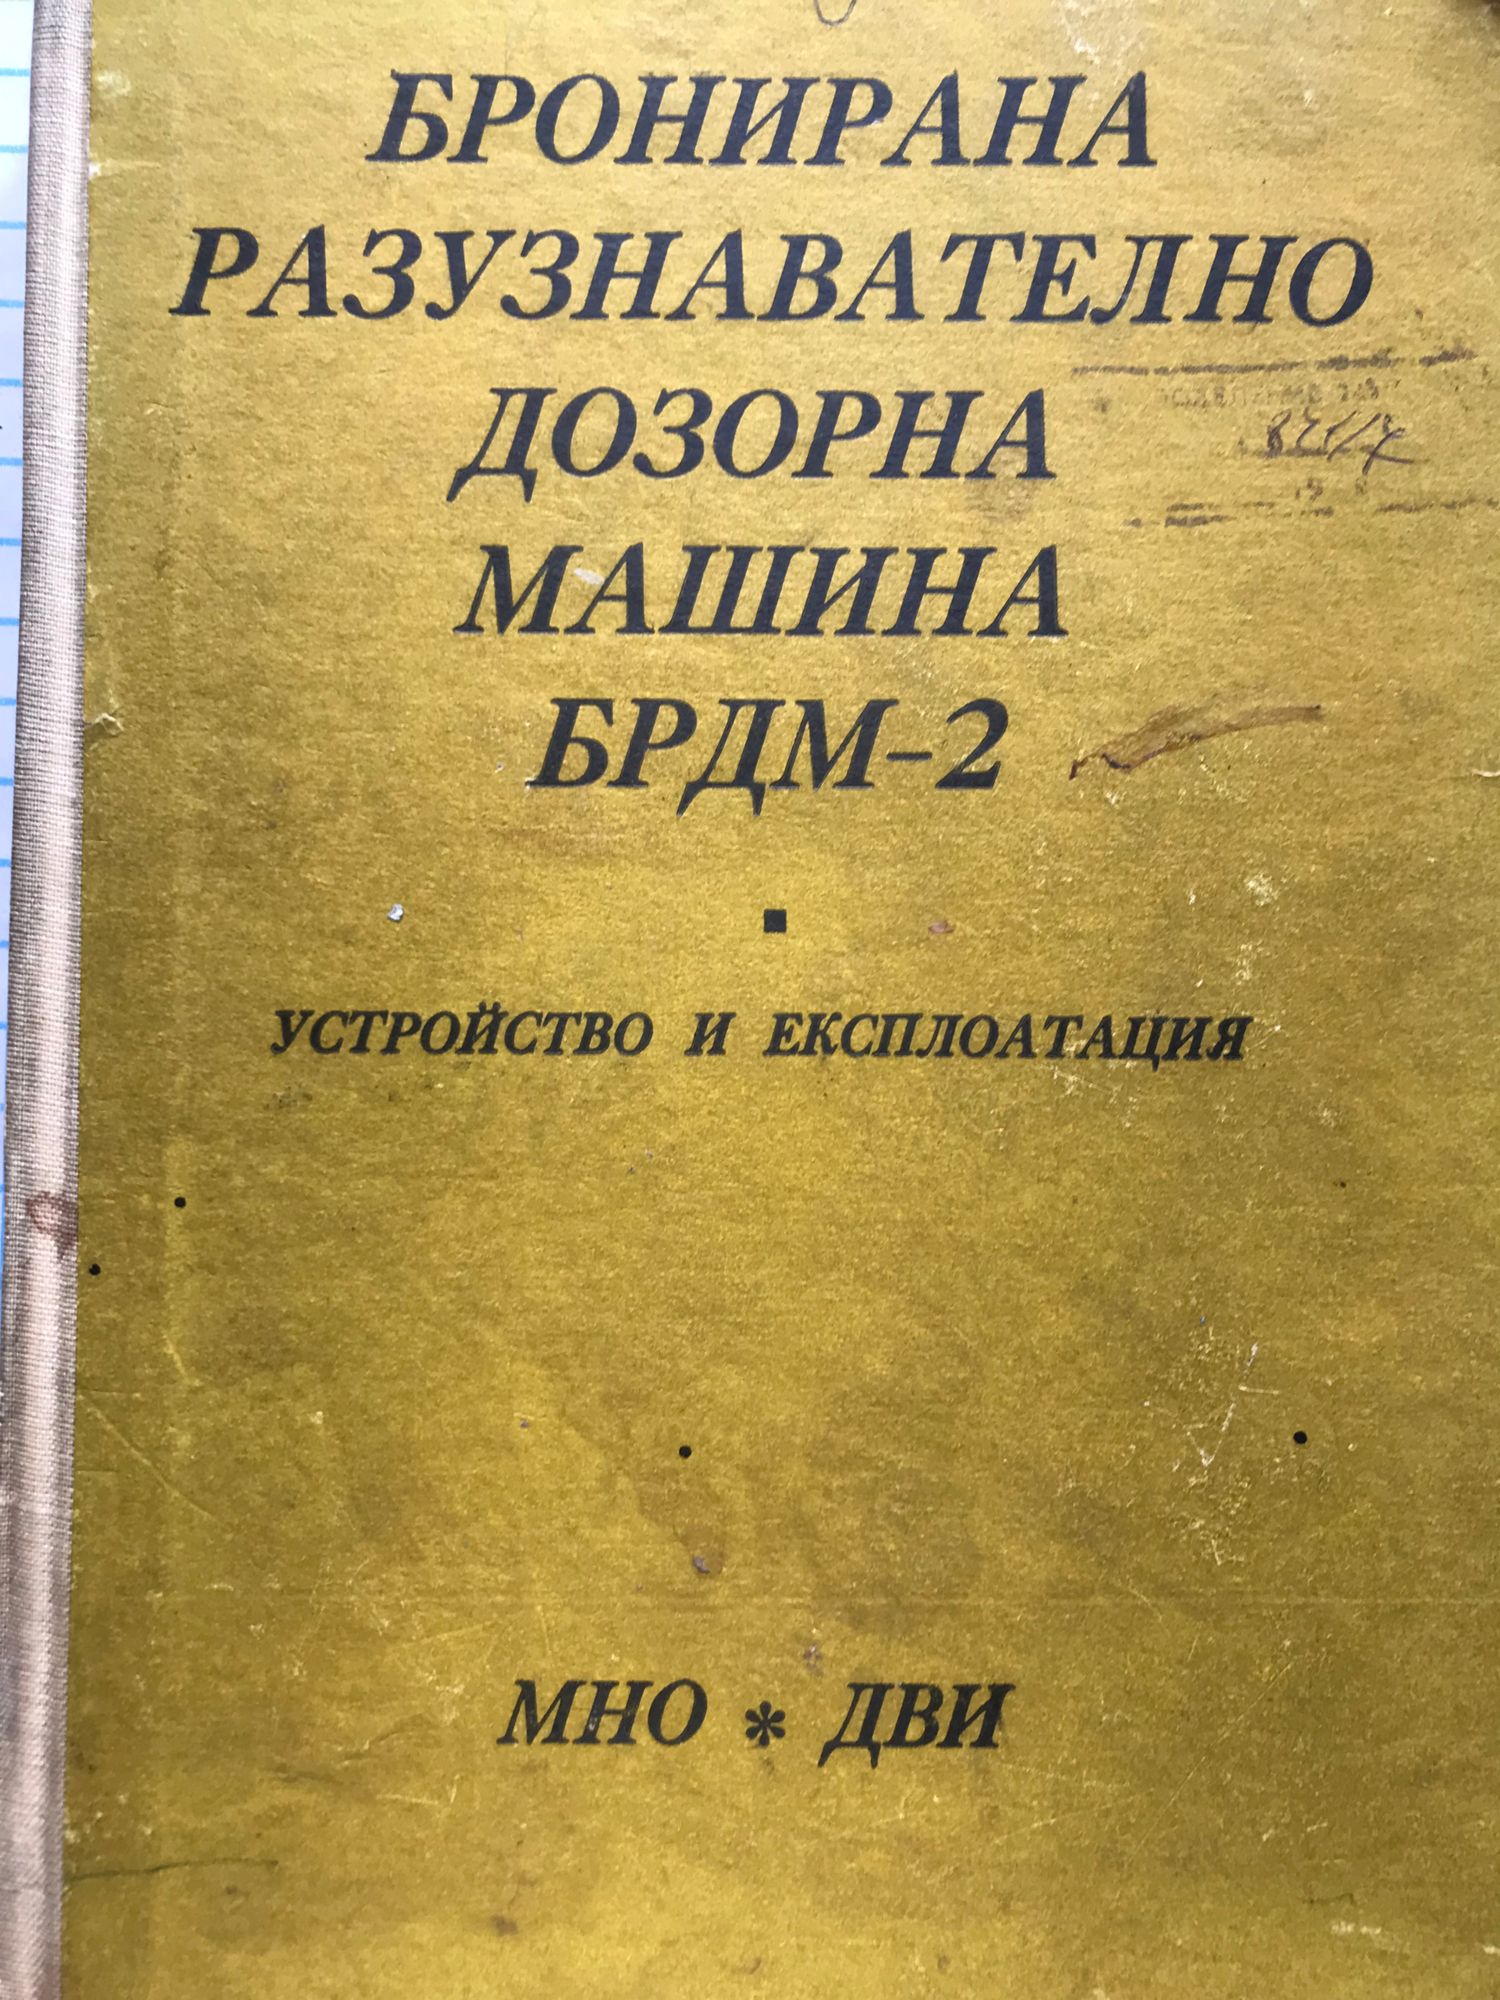 БРОНИРАНА
РАЗУЗНАВАТЕЛНО
ДОЗОРНА
МАШИНА
БРДМ-2
УСТРОЙСТВО И ЕКСПЛОАТАЦИЯ
МНО * ДВИ